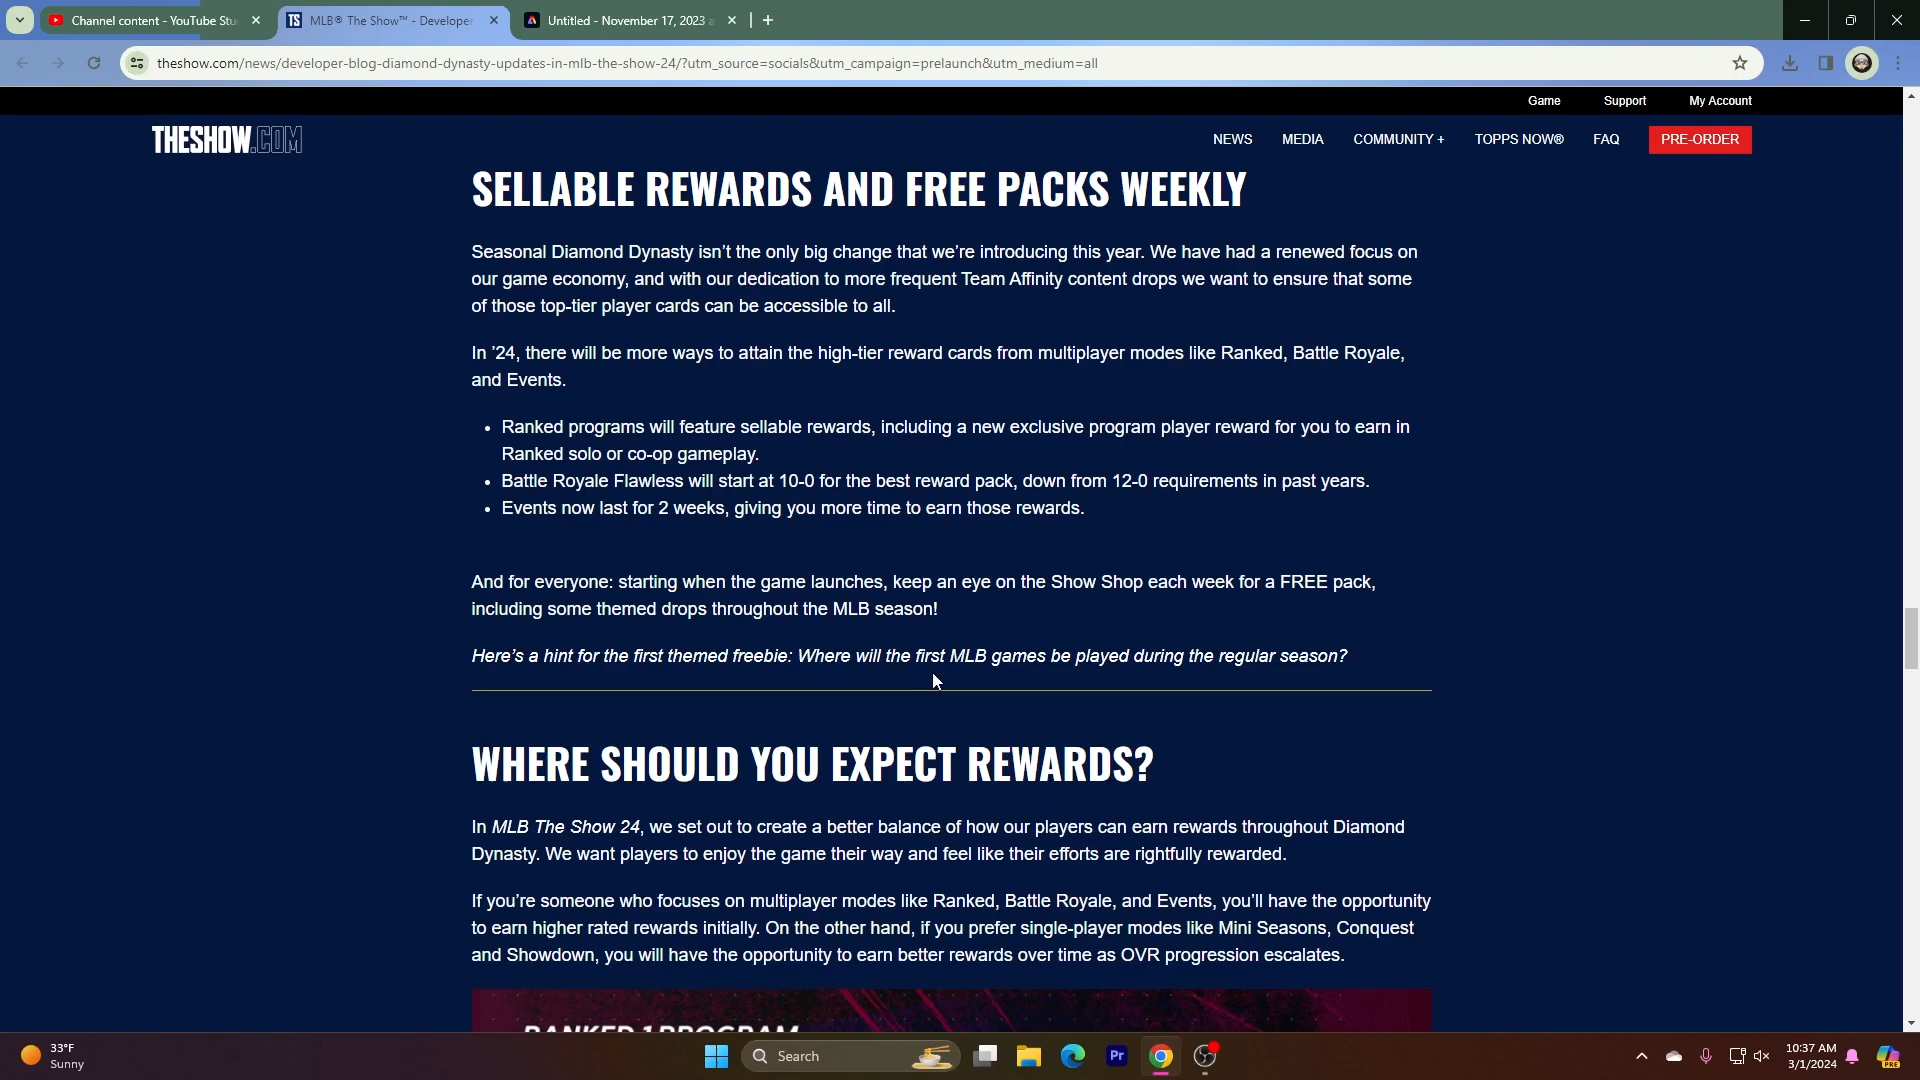 Channel content - YouTube Stu
MLB® The Show™ - Developer
Untitled - November 17, 2023 a
theshow.com/news/developer-blog-diamond-dynasty-updates-in-mlb-the-show-24/?utm_source=socials&utm_campaign=prelaunch&utm_medium=all
Game Support My Account
THESHOW.COM
NEWS MEDIA COMMUNITY + TOPPS NOW® FAQ PRE-ORDER
SELLABLE REWARDS AND FREE PACKS WEEKLY
Seasonal Diamond Dynasty isn’t the only big change that we’re introducing this year. We have had a renewed focus on
our game economy, and with our dedication to more frequent Team Affinity content drops we want to ensure that some
of those top-tier player cards can be accessible to all.
In ’24, there will be more ways to attain the high-tier reward cards from multiplayer modes like Ranked, Battle Royale,
and Events.
• Ranked programs will feature sellable rewards, including a new exclusive program player reward for you to earn in
Ranked solo or co-op gameplay.
• Battle Royale Flawless will start at 10-0 for the best reward pack, down from 12-0 requirements in past years.
• Events now last for 2 weeks, giving you more time to earn those rewards.
And for everyone: starting when the game launches, keep an eye on the Show Shop each week for a FREE pack,
including some themed drops throughout the MLB season!
Here’s a hint for the first themed freebie: Where will the first MLB games be played during the regular season?
WHERE SHOULD YOU EXPECT REWARDS?
In MLB The Show 24, we set out to create a better balance of how our players can earn rewards throughout Diamond
Dynasty. We want players to enjoy the game their way and feel like their efforts are rightfully rewarded.
If you’re someone who focuses on multiplayer modes like Ranked, Battle Royale, and Events, you’ll have the opportunity
to earn higher rated rewards initially. On the other hand, if you prefer single-player modes like Mini Seasons, Conquest
and Showdown, you will have the opportunity to earn better rewards over time as OVR progression escalates.
RANKED 1 PROGRAM
33°F
Sunny
Search
Pr
10:37 AM
3/1/2024
PRE